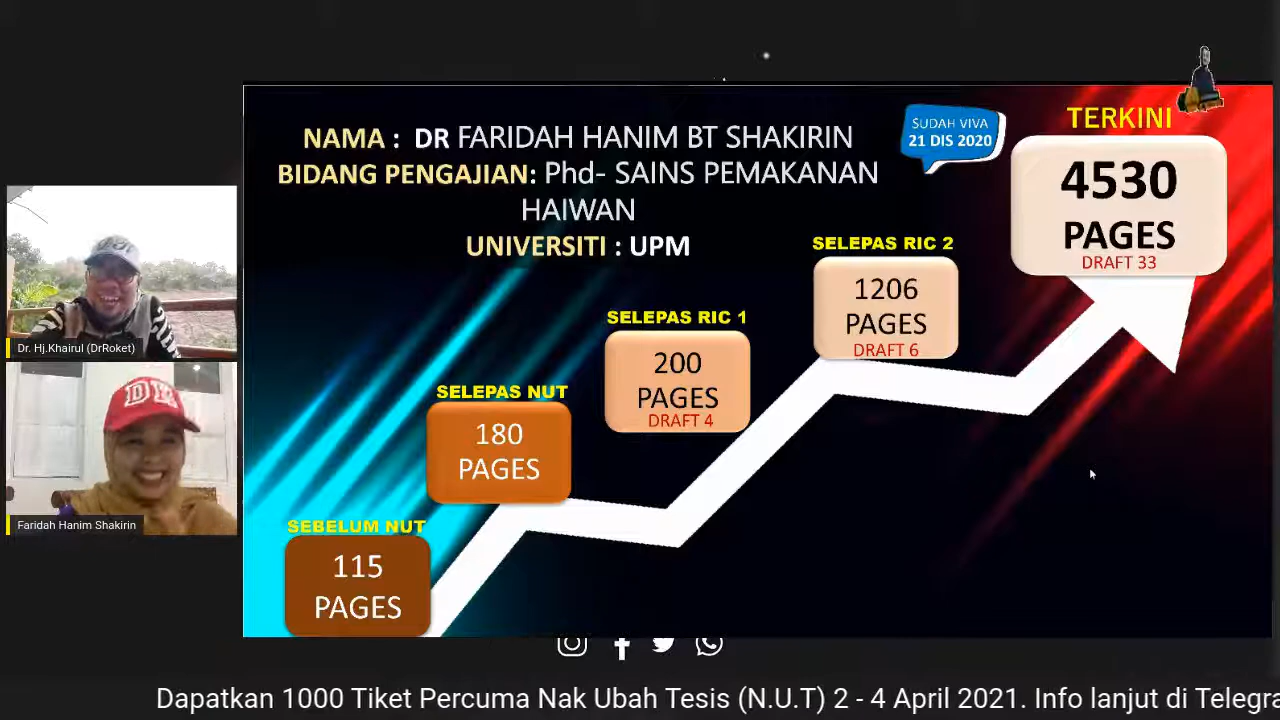 NAMA : DR FARIDAH HANIM BT SHAKIRIN
BIDANG PENGAJIAN: Phd- SAINS PEMAKANAN
HAIWAN
UNIVERSITI : UPM
SUDAH VIVA
21 DIS 2020
TERKINI
4530
PAGES
DRAFT 33
SELEPAS RIC 2
1206
PAGES
DRAFT 6
SELEPAS RIC 1
200
PAGES
DRAFT 4
SELEPAS NUT
180
PAGES
SEBELUM NUT
115
PAGES
Dr. Hj.Khairul (DrRoket)
Faridah Hanim Shakirin
Dapatkan 1000 Tiket Percuma Nak Ubah Tesis (N.U.T) 2 - 4 April 2021. Info lanjut di Telegra